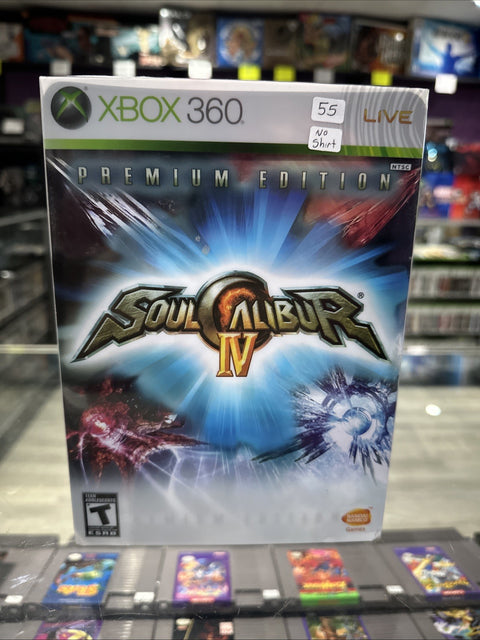 XBOX 360
LIVE
55
No
Shirt
NTSC
PREMIUM EDITION
SOULCALIBUR®
IV
TEEN
T
ESRB
BANDAI
NAMCO
Games